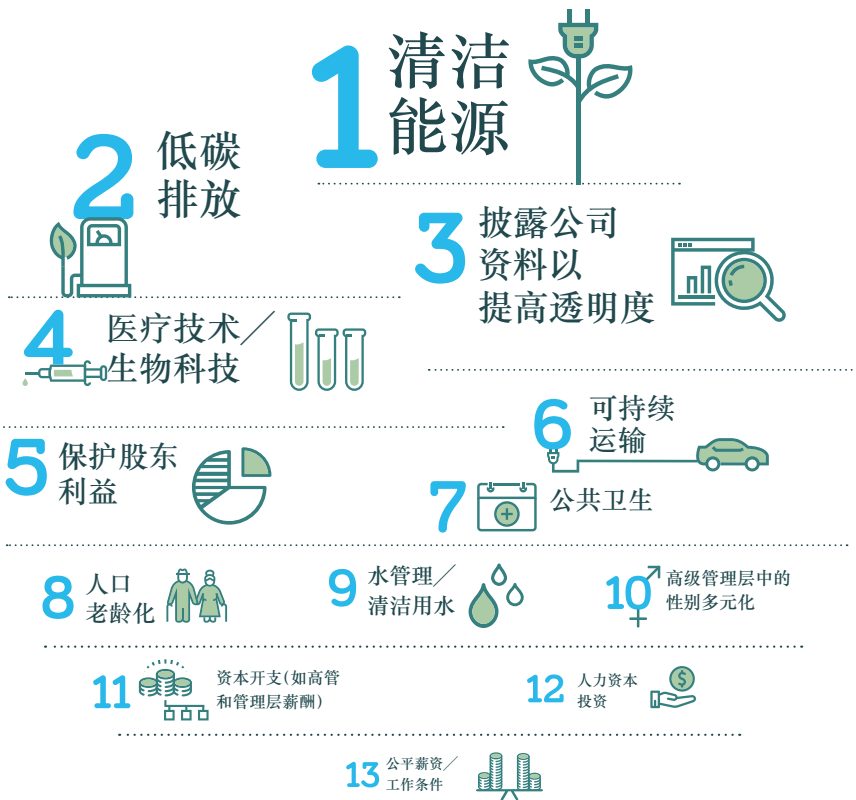 1 清洁
能源
2 低碳
排放
3 披露公司
资料以
提高透明度
4 医疗技术／
生物科技
5 保护股东
利益
6 可持续
运输
7 公共卫生
8 人口
老龄化
9 水管理／
清洁用水
10 高级管理层中的
性别多元化
11 资本开支(如高管
和管理层薪酬)
12 人力资本
投资
13 公平薪资／
工作条件